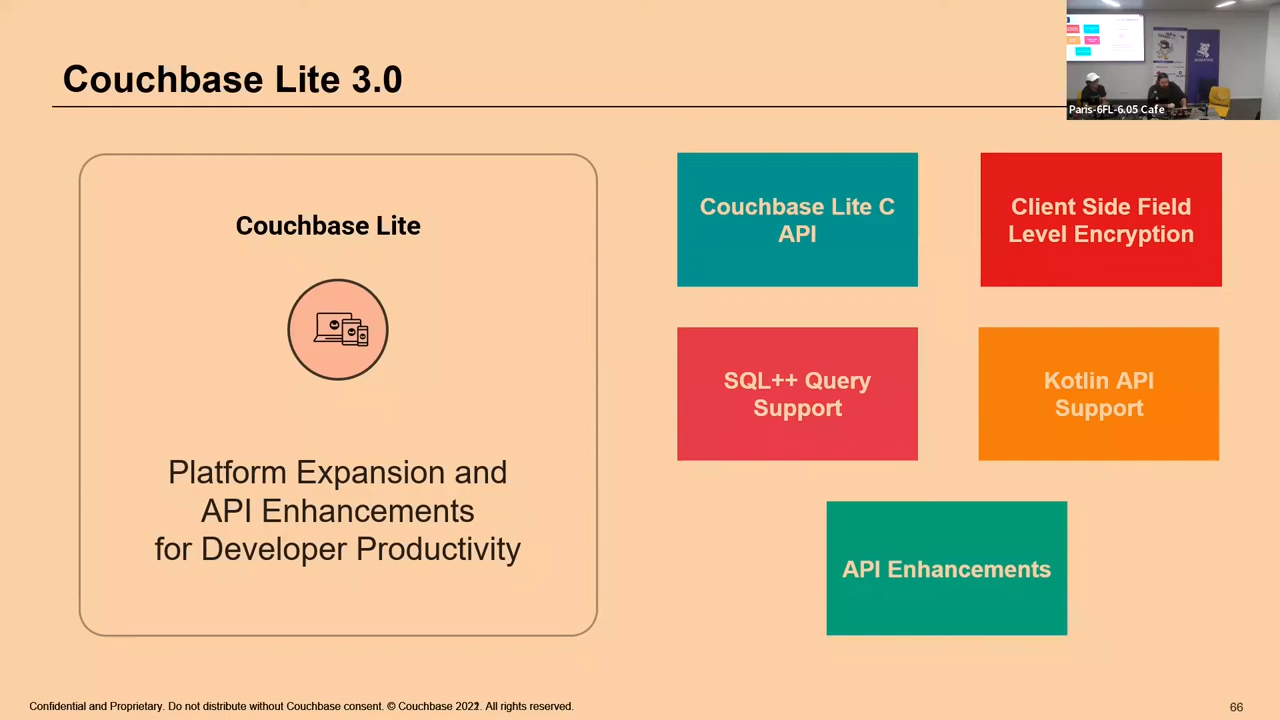 Couchbase Lite 3.0
Paris-6FL-6.05 Cafe
Couchbase Lite
Platform Expansion and
API Enhancements
for Developer Productivity
Couchbase Lite C
API
Client Side Field
Level Encryption
SQL++ Query
Support
Kotlin API
Support
API Enhancements
Confidential and Proprietary. Do not distribute without Couchbase consent. © Couchbase All rights reserved.
66